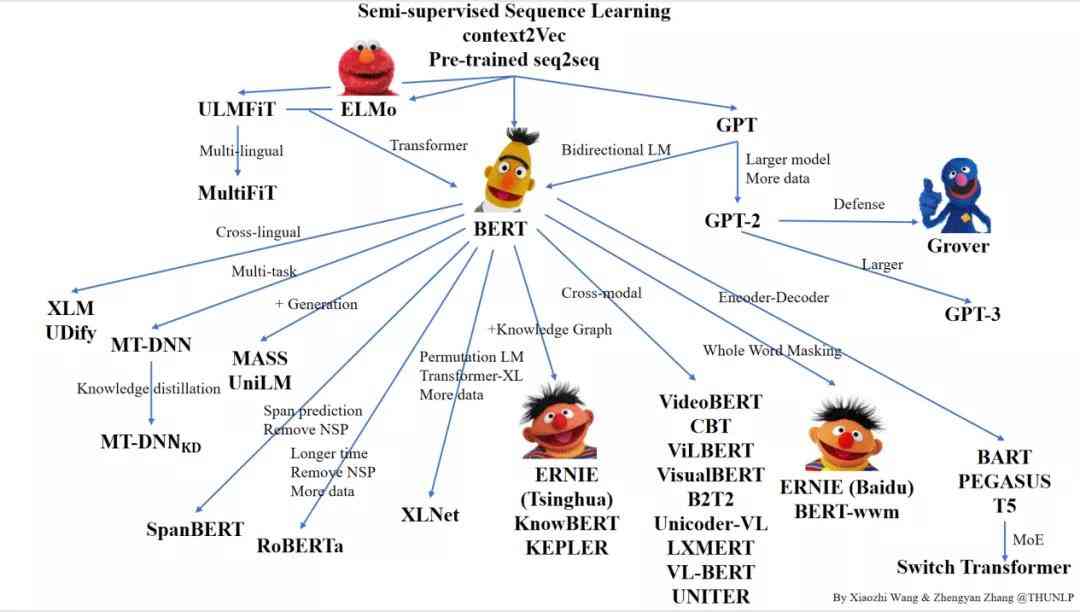 Semi-supervised Sequence Learning
context2Vec
Pre-trained seq2seq
ULMFiT
ELMo
GPT
Multi-lingual
Transformer
Bidirectional LM
Larger model
More data
MultiFiT
BERT
GPT-2
Defense
Grover
Cross-lingual
Larger
Multi-task
GPT-3
+ Generation
Cross-modal
Encoder-Decoder
XLM
UDify
MT-DNN
+Knowledge Graph
Whole Word Masking
MASS
UniLM
Permutation LM
Transformer-XL
More data
Knowledge distillation
MT-DNNKD
Span prediction
Remove NSP
Longer time
Remove NSP
More data
SpanBERT
RoBERTa
XLNet
ERNIE
(Tsinghua)
KnowBERT
KEPLER
VideoBERT
CBT
ViLBERT
VisualBERT
B2T2
Unicoder-VL
LXMERT
VL-BERT
UNITER
ERNIE (Baidu)
BERT-wwm
BART
PEGASUS
T5
MoE
Switch Transformer
By Xiaozhi Wang & Zhengyan Zhang @THUNLP